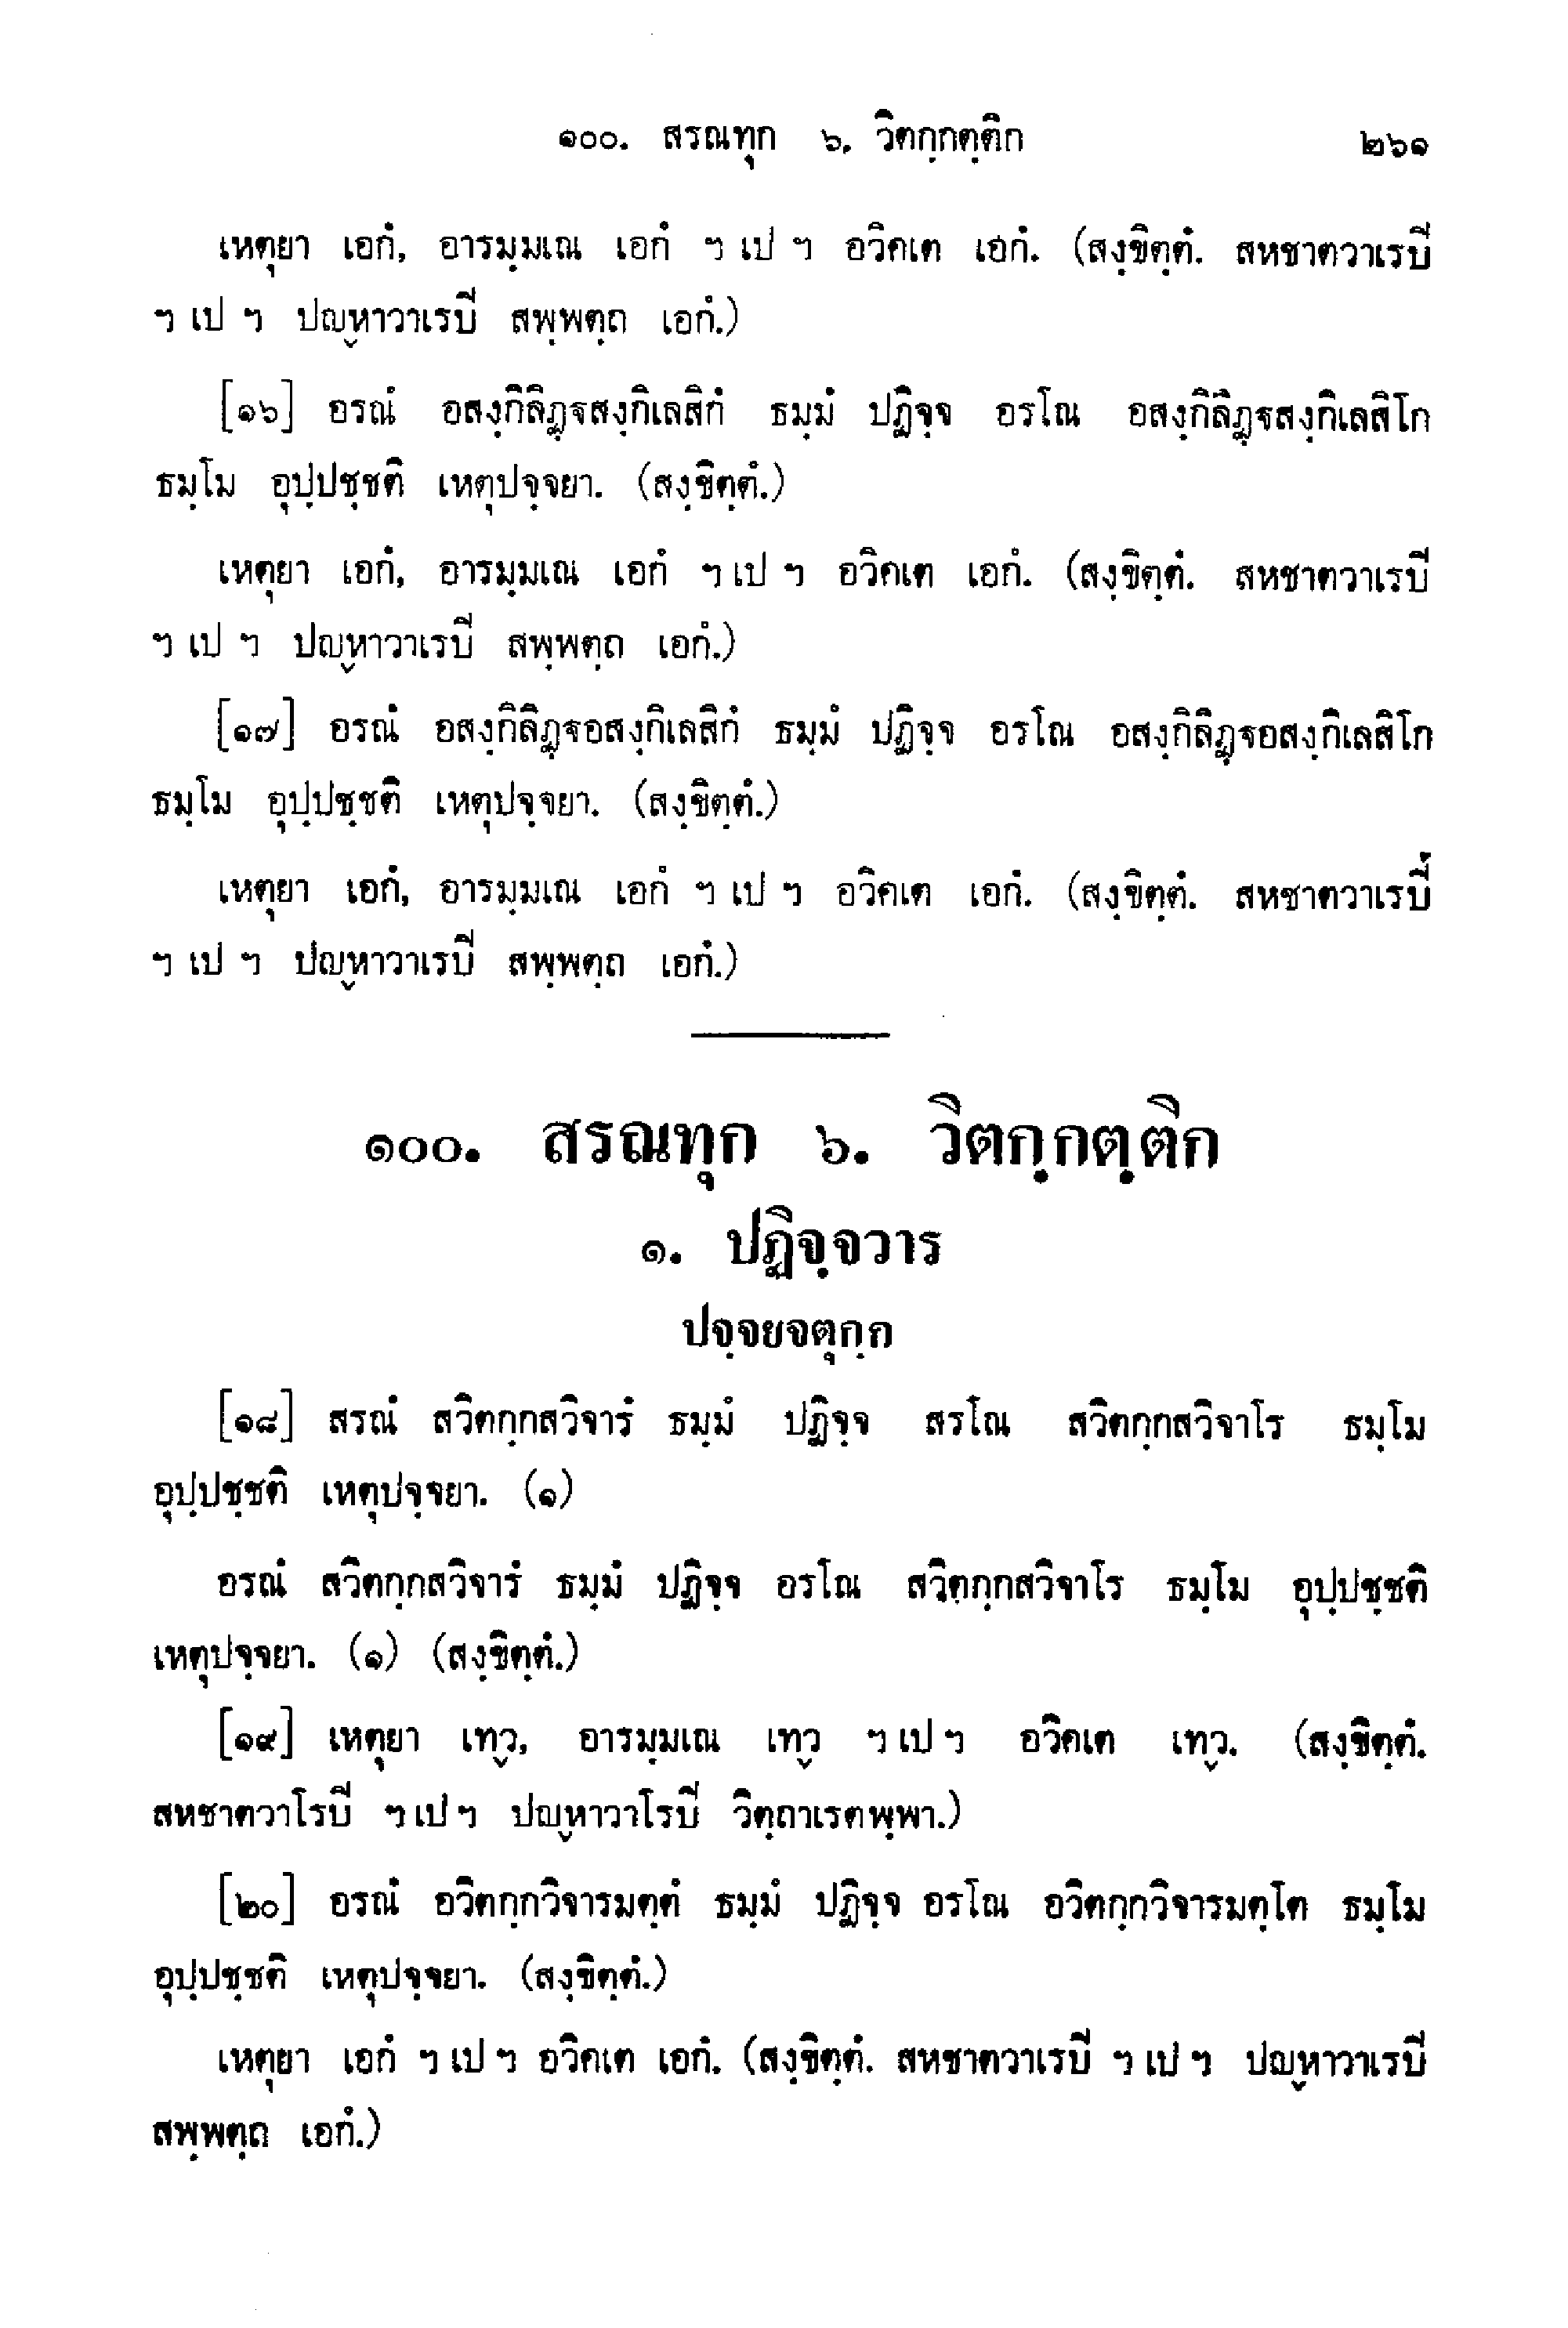 ๑๐๐. สรณทุก ๖. วิตกฺกตฺติก ๒๖๑
เหตุยา เอกํ, อารมฺมเณ เอกํ ฯ เป ฯ อวิคเต เอกํ. (สงฺขิตฺตํ. สหชาตวาเรปิ
ฯ เป ฯ ปญฺหาวาเรปิ สพฺพตฺถ เอกํ.)
[๑๖] อรณํ อสงฺกิลิฏฺฐสงฺกิเลสิกํ ธมฺมํ ปฏิจฺจ อรโณ อสงฺกิลิฏฺฐสงฺกิเลสิโก
ธมฺโม อุปฺปชฺชติ เหตุปจฺจยา. (สงฺขิตฺตํ.)
เหตุยา เอกํ, อารมฺมเณ เอกํ ฯ เป ฯ อวิคเต เอกํ. (สงฺขิตฺตํ. สหชาตวาเรปิ
ฯ เป ฯ ปญฺหาวาเรปิ สพฺพตฺถ เอกํ.)
[๑๗] อรณํ อสงฺกิลิฏฺฐอสงฺกิเลสิกํ ธมฺมํ ปฏิจฺจ อรโณ อสงฺกิลิฏฺฐอสงฺกิเลสิโก
ธมฺโม อุปฺปชฺชติ เหตุปจฺจยา. (สงฺขิตฺตํ.)
เหตุยา เอกํ, อารมฺมเณ เอกํ ฯ เป ฯ อวิคเต เอกํ. (สงฺขิตฺตํ. สหชาตวาเรปิ
ฯ เป ฯ ปญฺหาวาเรปิ สพฺพตฺถ เอกํ.)
๑๐๐. สรณทุก ๖. วิตกฺกตฺติก
๑. ปฏิจฺจวาร
ปจฺจยจตุกฺก
[๑๘] สรณํ สวิตกฺกสวิจารํ ธมฺมํ ปฏิจฺจ สรโณ สวิตกฺกสวิจาโร ธมฺโม
อุปฺปชฺชติ เหตุปจฺจยา. (๑)
อรณํ สวิตกฺกสวิจารํ ธมฺมํ ปฏิจฺจ อรโณ สวิตกฺกสวิจาโร ธมฺโม อุปฺปชฺชติ
เหตุปจฺจยา. (๑) (สงฺขิตฺตํ.)
[๑๙] เหตุยา เทฺว, อารมฺมเณ เทฺว ฯ เป ฯ อวิคเต เทฺว. (สงฺขิตฺตํ.
สหชาตวาโรปิ ฯ เป ฯ ปญฺหาวาโรปิ วิตฺถาเรตพฺพา.)
[๒๐] อรณํ อวิตกฺกวิจารมตฺตํ ธมฺมํ ปฏิจฺจ อรโณ อวิตกฺกวิจารมตฺโต ธมฺโม
อุปฺปชฺชติ เหตุปจฺจยา. (สงฺขิตฺตํ.)
เหตุยา เอกํ ฯ เป ฯ อวิคเต เอกํ. (สงฺขิตฺตํ. สหชาตวาเรปิ ฯ เป ฯ ปญฺหาวาเรปิ
สพฺพตฺถ เอกํ.)